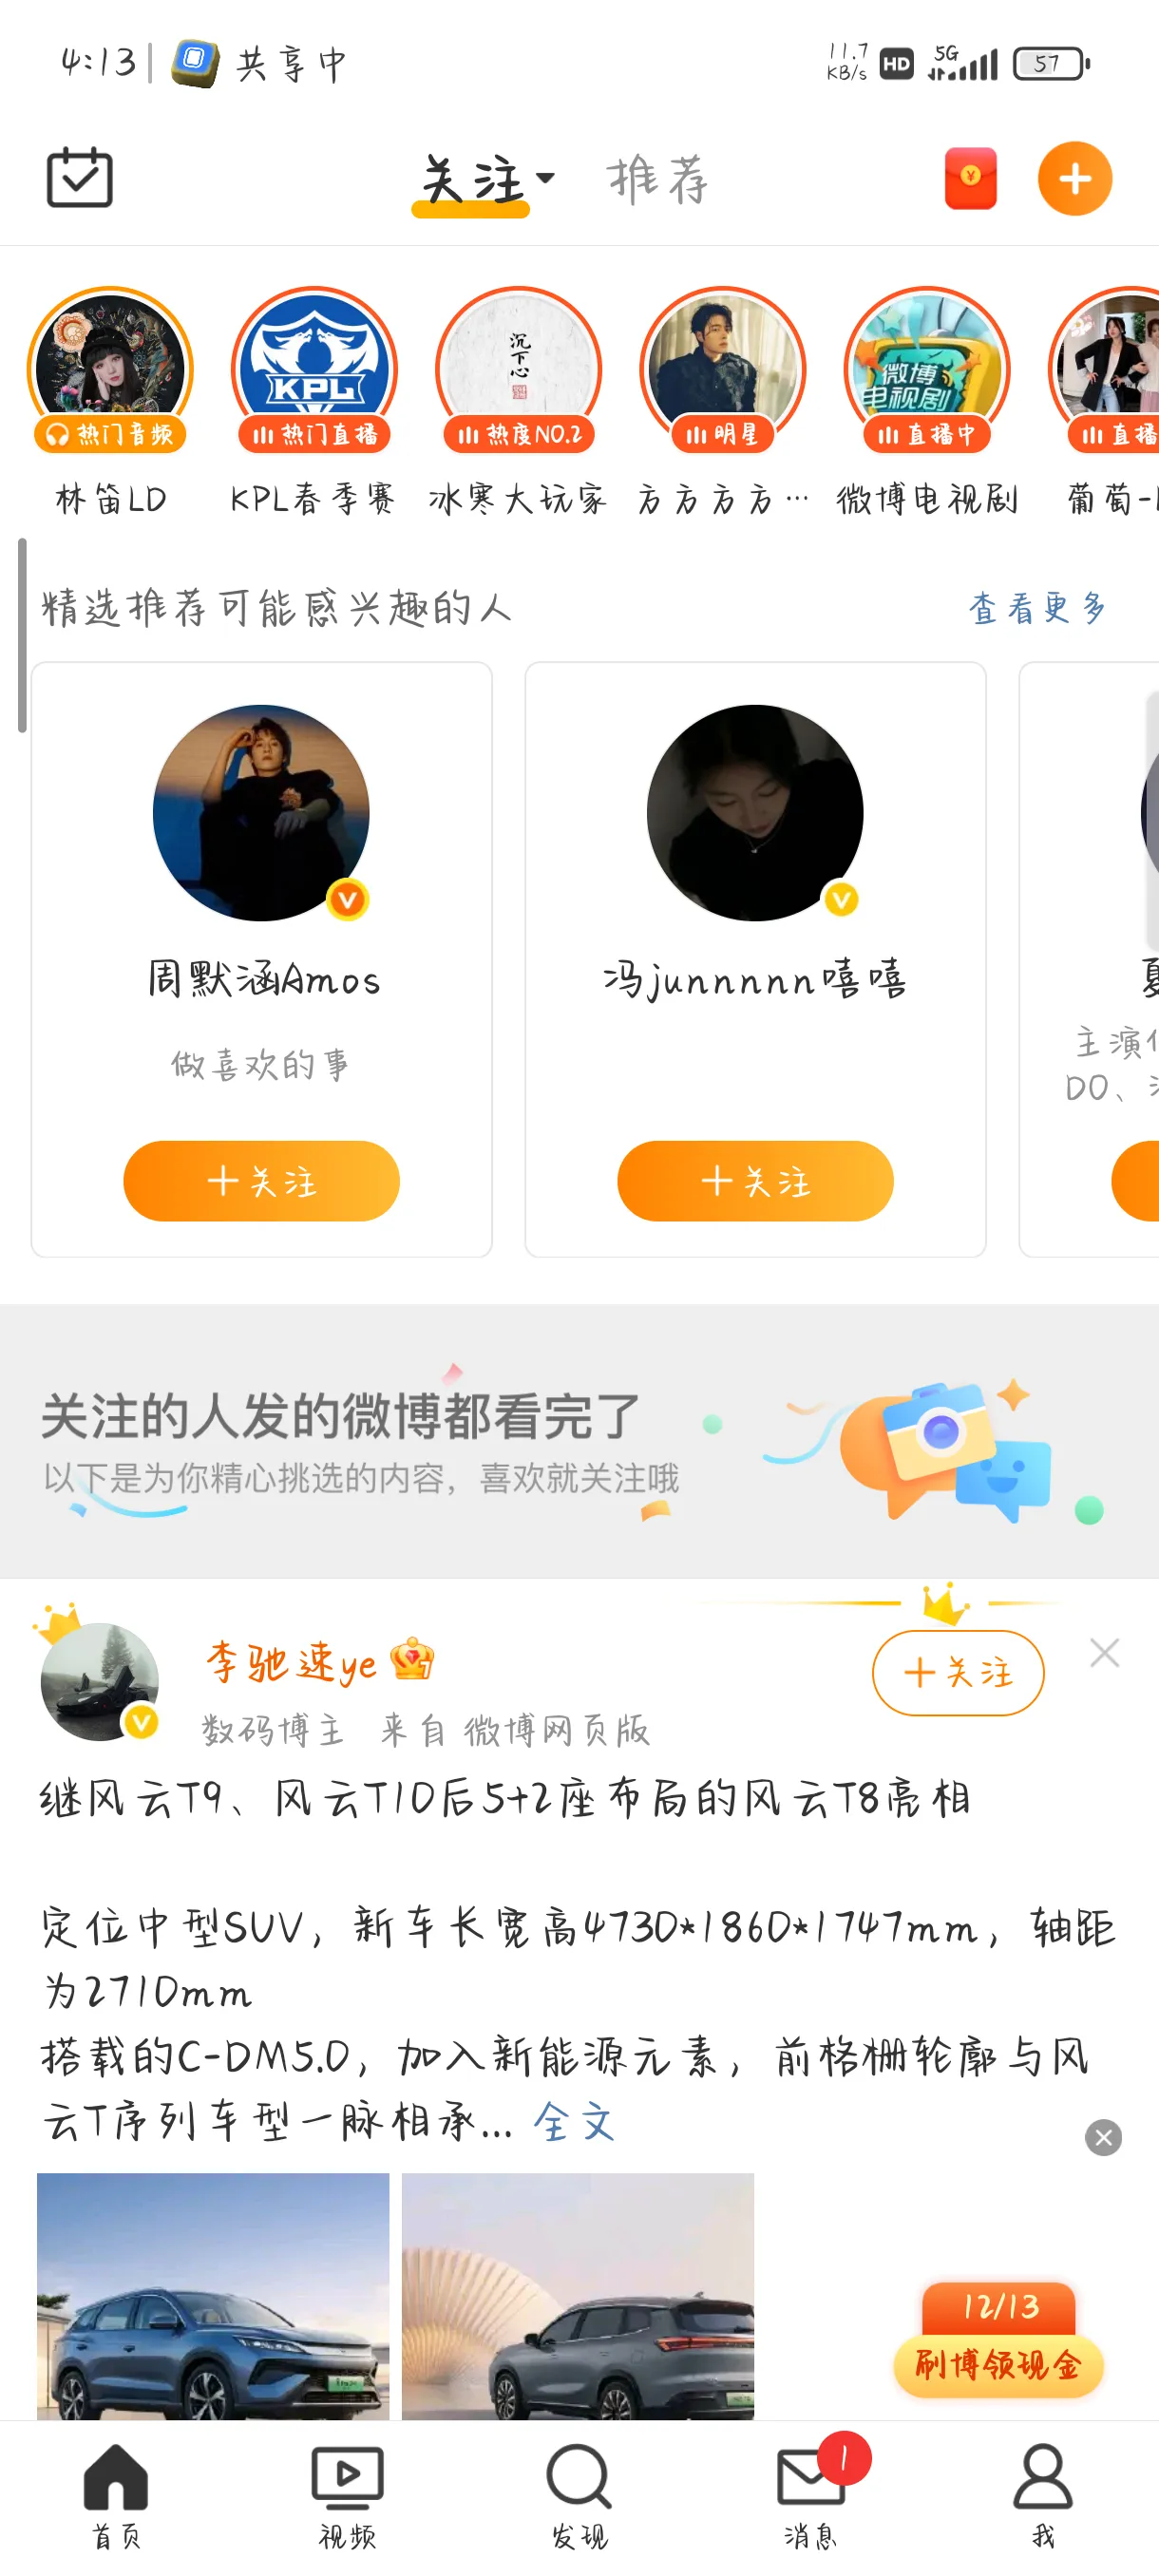 4:13 共享中 11.7 KB/s HD 5G 57
关注 推荐
沉下心
KPL
微博电视剧
热门音频 热门直播 热度NO.2 明星 直播中 直播
林笛LD KPL春季赛 冰寒大玩家 方方方方… 微博电视剧 葡萄-
精选推荐可能感兴趣的人 查看更多
周默涵Amos 冯junnnnn嘻嘻
做喜欢的事 主演
DO、
+关注 +关注
关注的人发的微博都看完了
以下是为你精心挑选的内容，喜欢就关注哦
李驰速ye +关注
数码博主 来自 微博网页版
继风云T9、风云T10后5+2座布局的风云T8亮相
定位中型SUV，新车长宽高4730*1860*1747mm，轴距
为2710mm
搭载的C-DM5.0，加入新能源元素，前格栅轮廓与风
云T序列车型一脉相承... 全文
12/13
刷博领现金
1
首页 视频 发现 消息 我